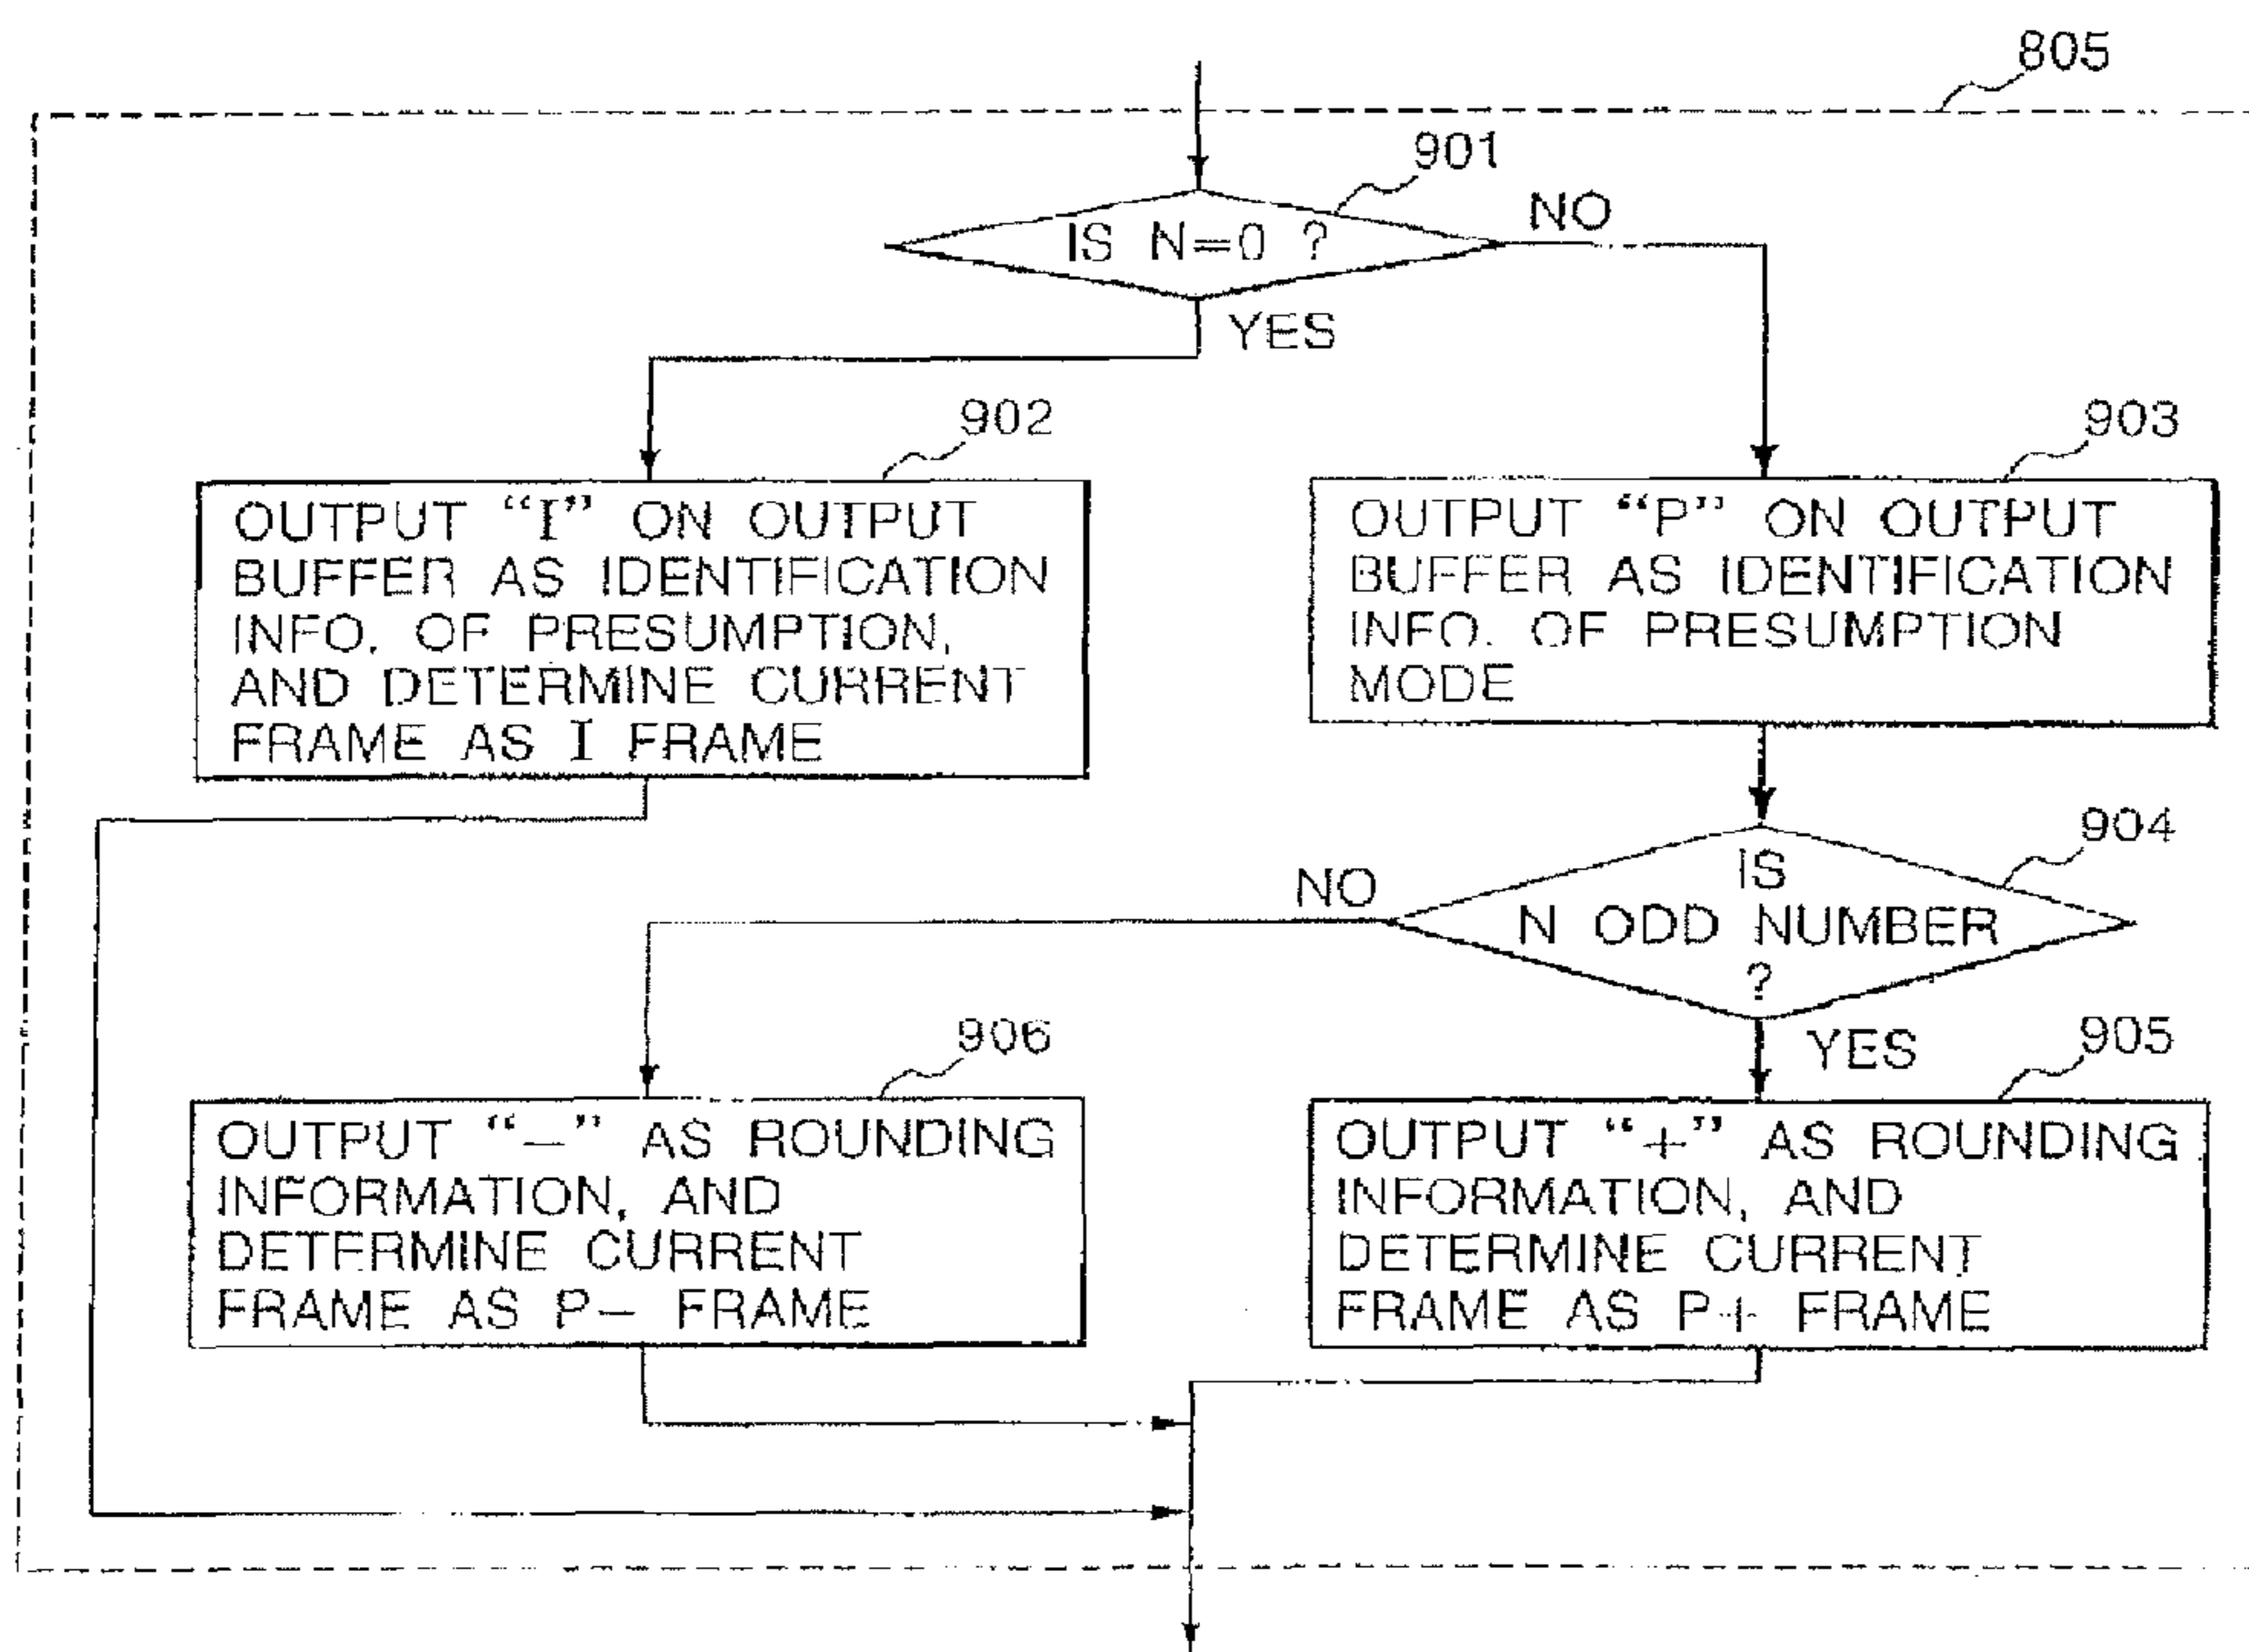 805
901
IS N=0 ?
NO
YES
902
OUTPUT “I” ON OUTPUT
BUFFER AS IDENTIFICATION
INFO. OF PRESUMPTION,
AND DETERMINE CURRENT
FRAME AS I FRAME
903
OUTPUT “P” ON OUTPUT
BUFFER AS IDENTIFICATION
INFO. OF PRESUMPTION
MODE
904
IS
N ODD NUMBER
?
NO
YES
906
OUTPUT “−” AS ROUNDING
INFORMATION, AND
DETERMINE CURRENT
FRAME AS P− FRAME
905
OUTPUT “+” AS ROUNDING
INFORMATION, AND
DETERMINE CURRENT
FRAME AS P+ FRAME